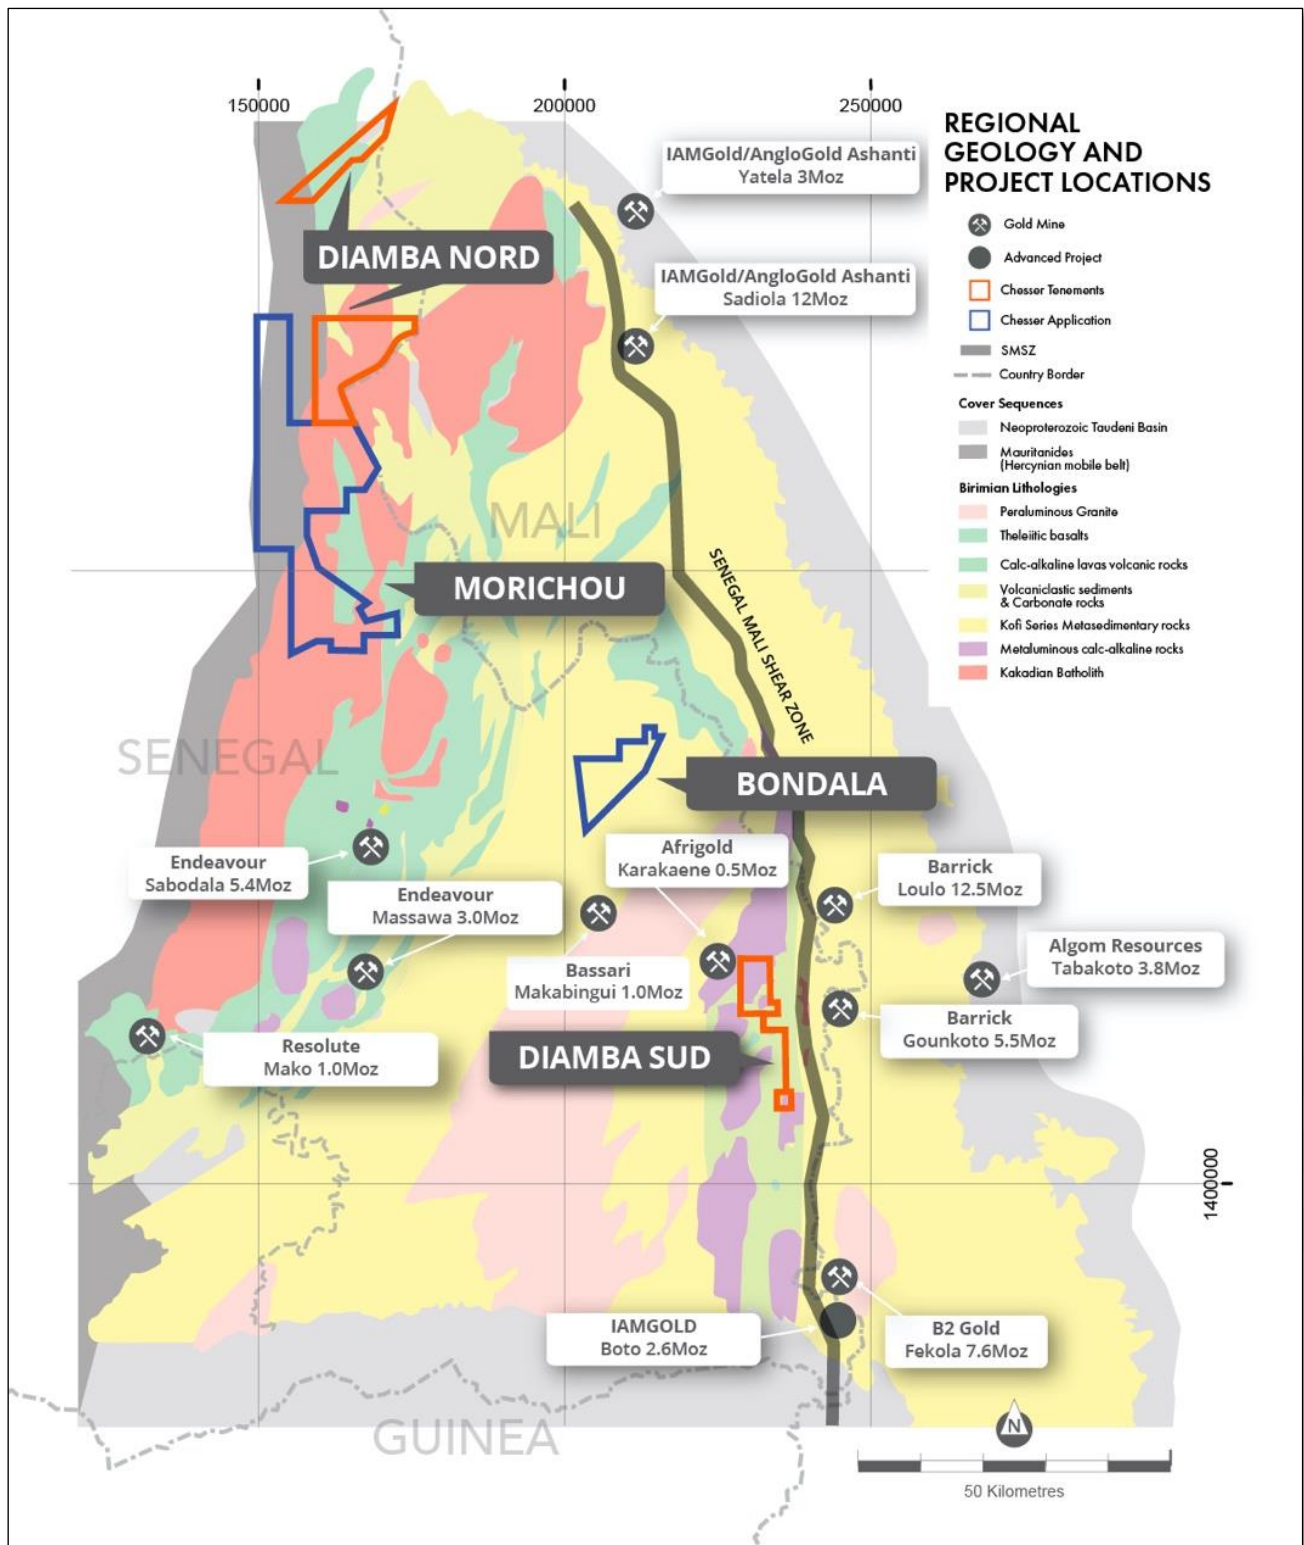 150000
200000
250000
REGIONAL
GEOLOGY AND
PROJECT LOCATIONS
Gold Mine
Advanced Project
Chesser Tenements
Chesser Application
SMSZ
Country Border
Cover Sequences
Neoproterozoic Taudeni Basin
Mauritanides
(Hercynian mobile belt)
Birimian Lithologies
Peraluminous Granite
Theleiitic basalts
Calc-alkaline lavas volcanic rocks
Volcaniclastic sediments
& Carbonate rocks
Kofi Series Metasedimentary rocks
Metaluminous calc-alkaline rocks
Kakadian Batholith
IAMGold/AngloGold Ashanti
Yatela 3Moz
DIAMBA NORD
IAMGold/AngloGold Ashanti
Sadiola 12Moz
MALI
MORICHOU
SENEGAL MALI SHEAR ZONE
SENEGAL
BONDALA
Afrigold
Karakaene 0.5Moz
Endeavour
Sabodala 5.4Moz
Barrick
Loulo 12.5Moz
Endeavour
Massawa 3.0Moz
Algom Resources
Tabakoto 3.8Moz
Bassari
Makabingui 1.0Moz
Barrick
Gounkoto 5.5Moz
Resolute
Mako 1.0Moz
DIAMBA SUD
1400000
IAMGOLD
Boto 2.6Moz
B2 Gold
Fekola 7.6Moz
GUINEA
N
50 Kilometres